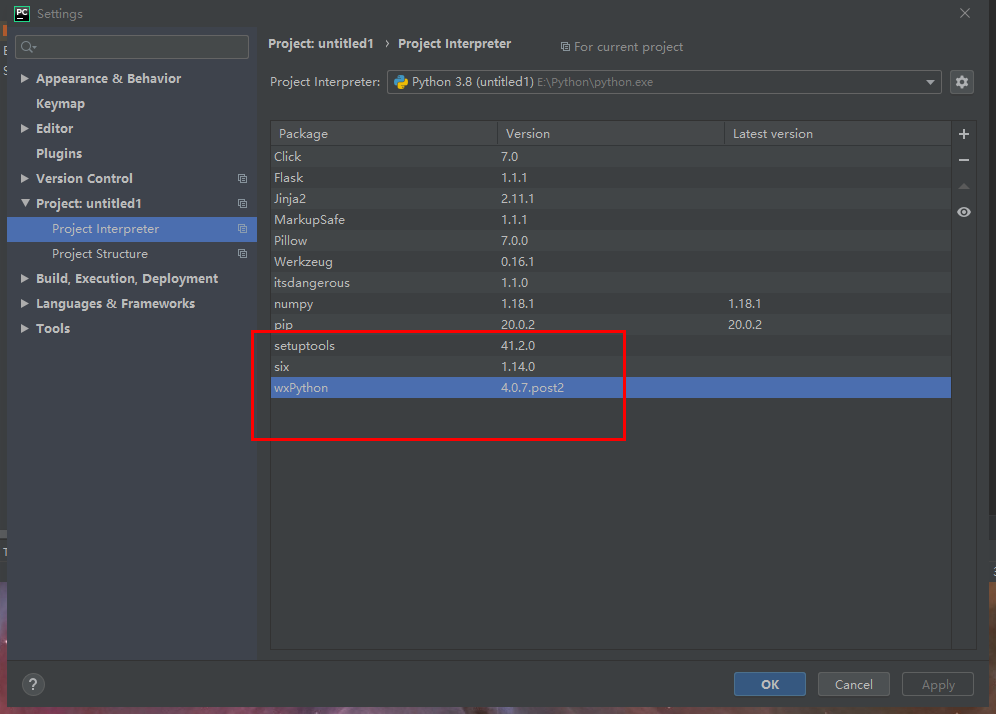 PC Settings
Project: untitled1 › Project Interpreter For current project
Appearance & Behavior
Keymap
Editor
Plugins
Version Control
Project: untitled1
Project Interpreter
Project Structure
Build, Execution, Deployment
Languages & Frameworks
Tools
Project Interpreter: Python 3.8 (untitled1) E:\Python\python.exe
Package Version Latest version
Click 7.0
Flask 1.1.1
Jinja2 2.11.1
MarkupSafe 1.1.1
Pillow 7.0.0
Werkzeug 0.16.1
itsdangerous 1.1.0
numpy 1.18.1 1.18.1
pip 20.0.2 20.0.2
setuptools 41.2.0
six 1.14.0
wxPython 4.0.7.post2
? OK Cancel Apply